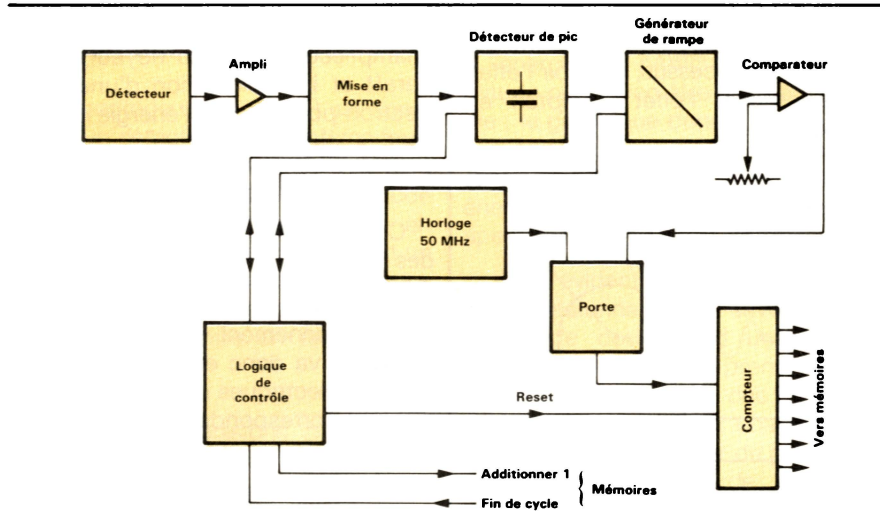 Détecteur
Ampli
Mise en
forme
Détecteur de pic
Générateur
de rampe
Comparateur
Horloge
50 MHz
Porte
Logique
de
contrôle
Reset
Compteur
Vers mémoires
Additionner 1
Fin de cycle
Mémoires